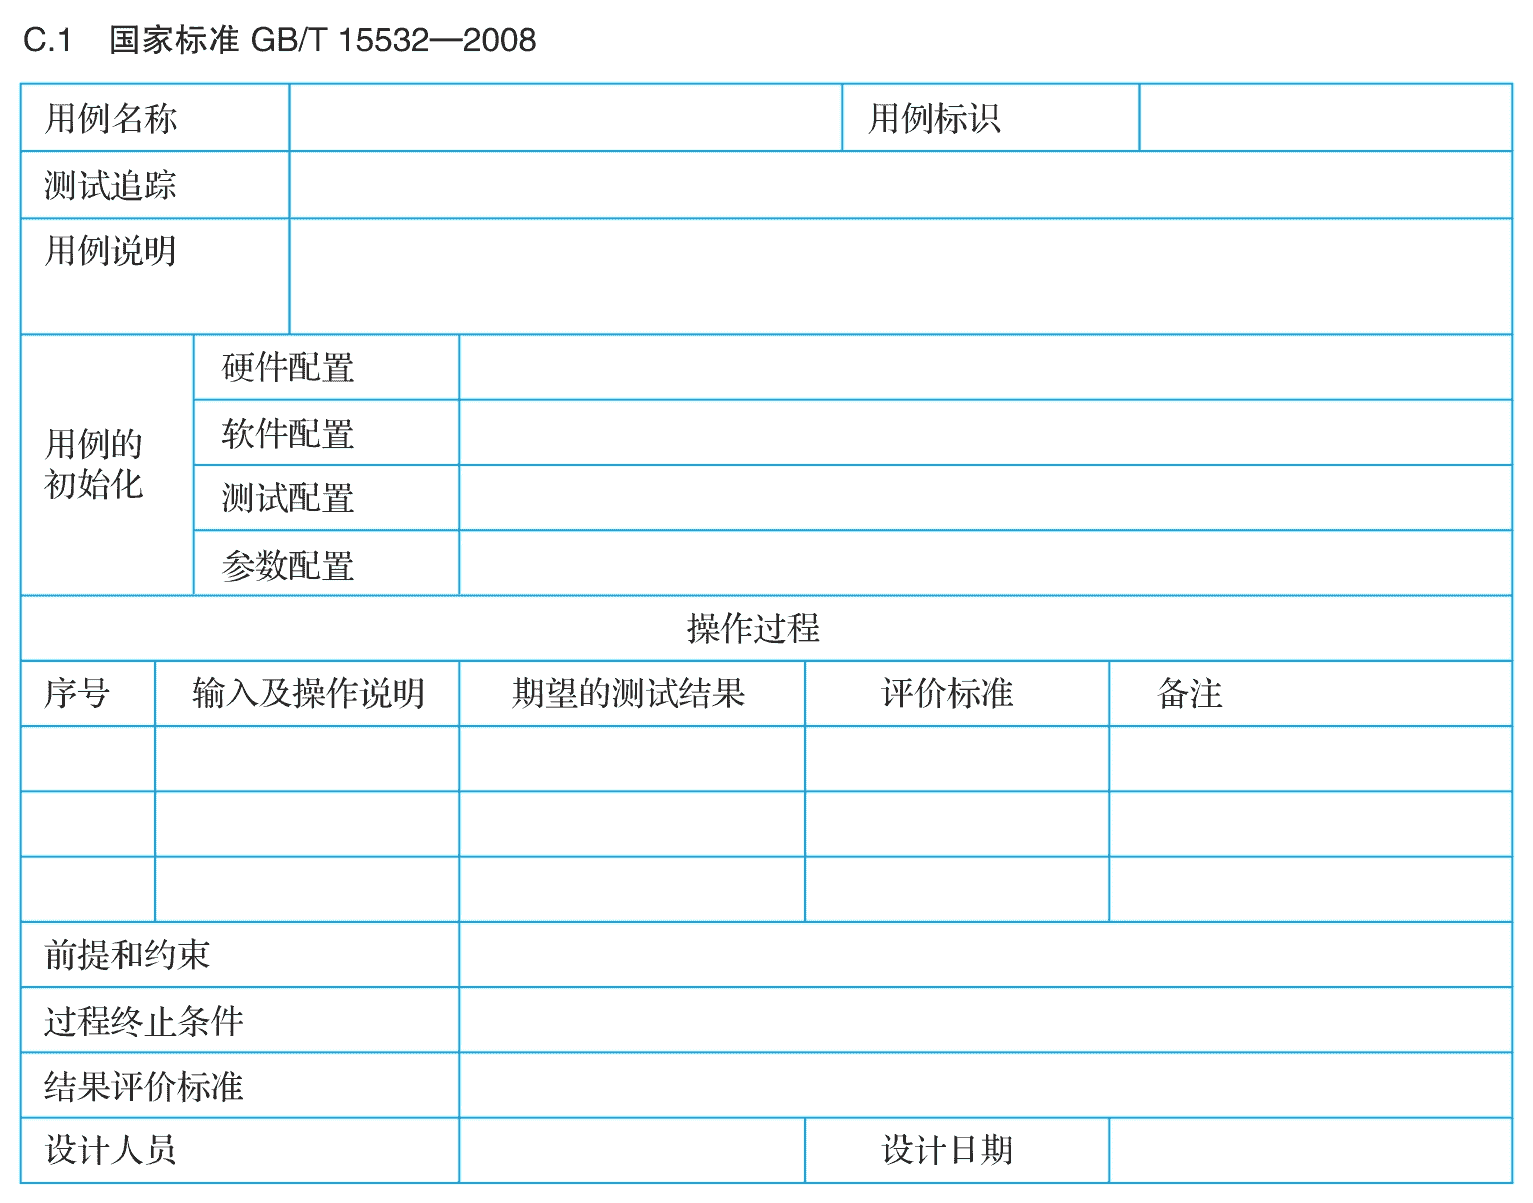 C.1 国家标准 GB/T 15532—2008
用例名称 用例标识
测试追踪
用例说明
用例的
初始化
硬件配置
软件配置
测试配置
参数配置
操作过程
序号 输入及操作说明 期望的测试结果 评价标准 备注
前提和约束
过程终止条件
结果评价标准
设计人员 设计日期